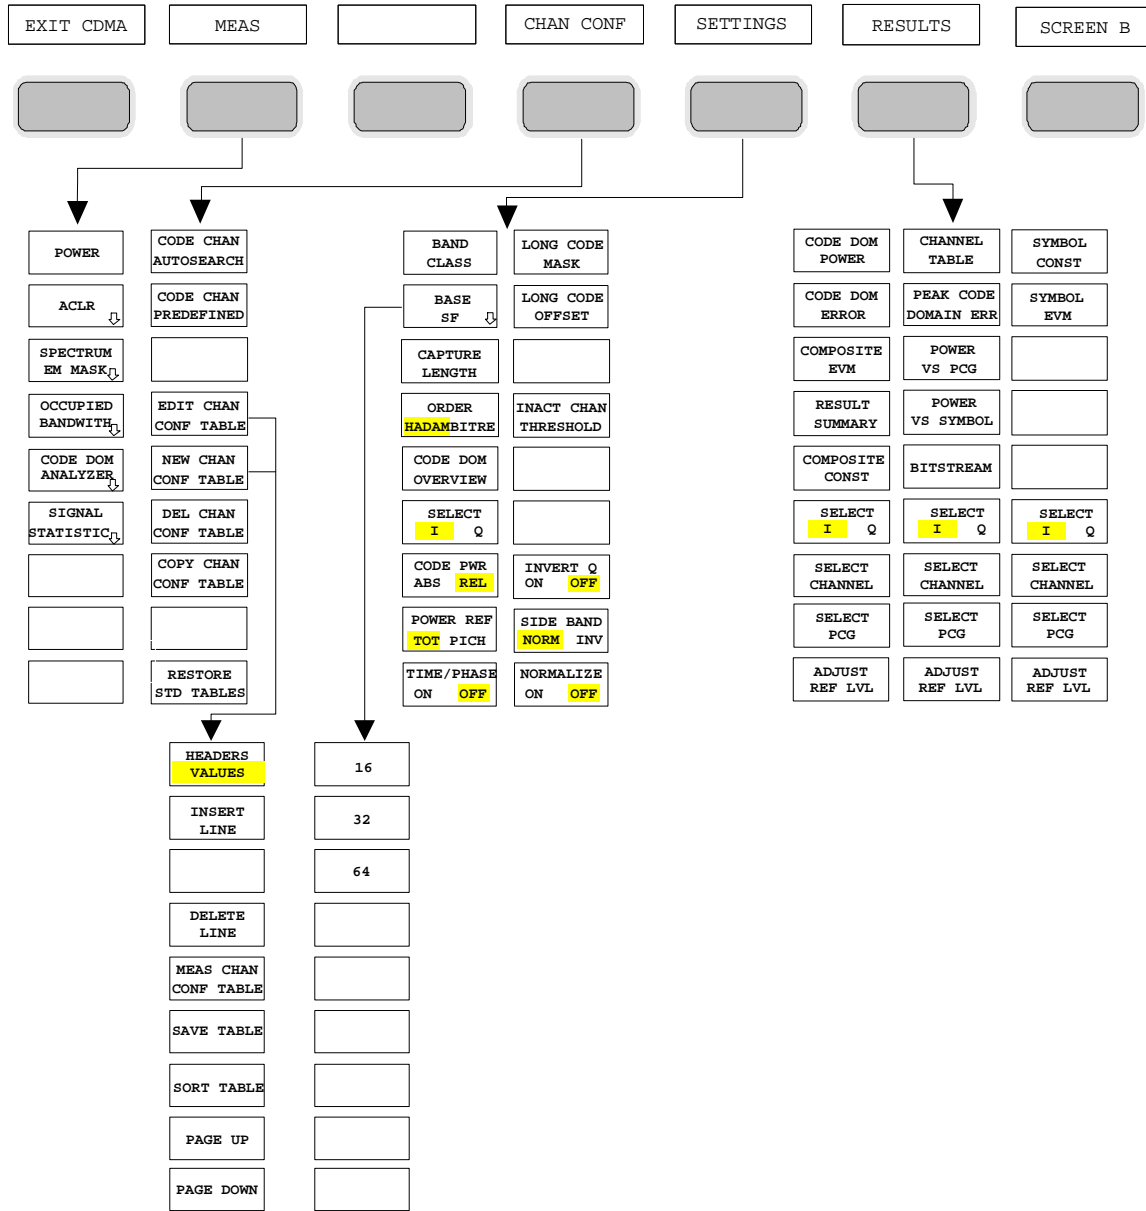 EXIT CDMA
MEAS
CHAN CONF
SETTINGS
RESULTS
SCREEN B
POWER
ACLR
SPECTRUM
EM MASK
OCCUPIED
BANDWITH
CODE DOM
ANALYZER
SIGNAL
STATISTIC
CODE CHAN
AUTOSEARCH
CODE CHAN
PREDEFINED
EDIT CHAN
CONF TABLE
NEW CHAN
CONF TABLE
DEL CHAN
CONF TABLE
COPY CHAN
CONF TABLE
RESTORE
STD TABLES
BAND
CLASS
BASE
SF
CAPTURE
LENGTH
ORDER
HADAMBITRE
CODE DOM
OVERVIEW
SELECT
I Q
CODE PWR
ABS REL
POWER REF
TOT PICH
TIME/PHASE
ON OFF
LONG CODE
MASK
LONG CODE
OFFSET
INACT CHAN
THRESHOLD
INVERT Q
ON OFF
SIDE BAND
NORM INV
NORMALIZE
ON OFF
CODE DOM
POWER
CODE DOM
ERROR
COMPOSITE
EVM
RESULT
SUMMARY
COMPOSITE
CONST
SELECT
I Q
SELECT
CHANNEL
SELECT
PCG
ADJUST
REF LVL
CHANNEL
TABLE
PEAK CODE
DOMAIN ERR
POWER
VS PCG
POWER
VS SYMBOL
BITSTREAM
SELECT
I Q
SELECT
CHANNEL
SELECT
PCG
ADJUST
REF LVL
SYMBOL
CONST
SYMBOL
EVM
SELECT
I Q
SELECT
CHANNEL
SELECT
PCG
ADJUST
REF LVL
HEADERS
VALUES
INSERT
LINE
DELETE
LINE
MEAS CHAN
CONF TABLE
SAVE TABLE
SORT TABLE
PAGE UP
PAGE DOWN
16
32
64